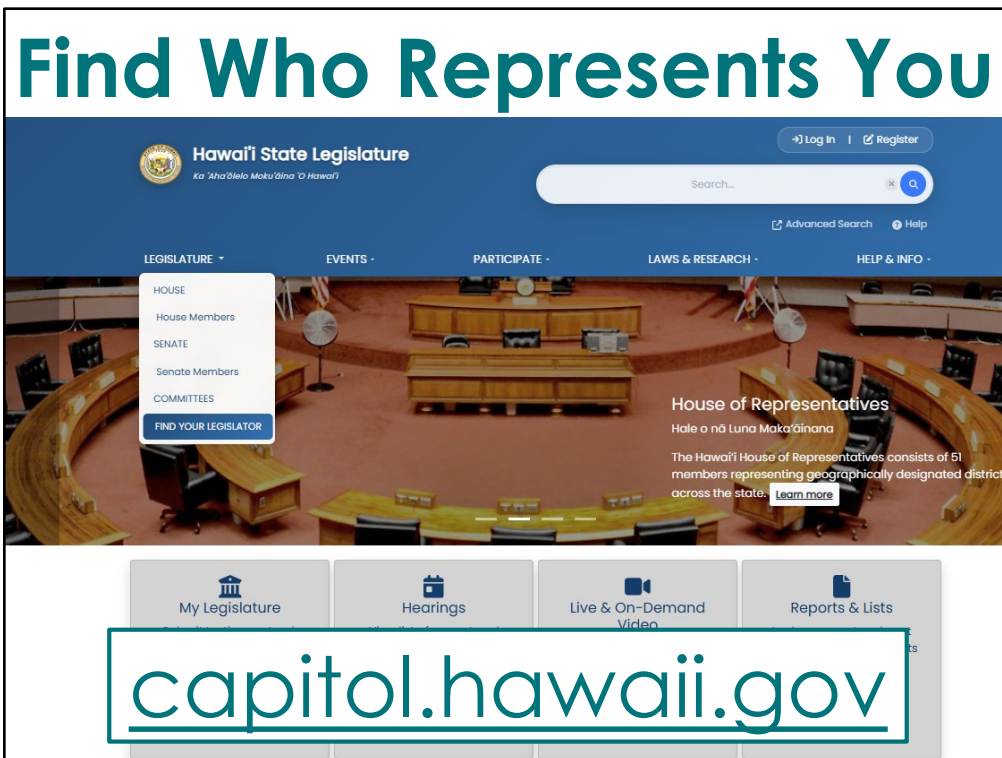 Find Who Represents You
Log In | Register
Hawai'i State Legislature
Ka 'Aha'ōlelo Moku'āina 'O Hawai'i
Search...
Advanced Search Help
LEGISLATURE EVENTS PARTICIPATE LAWS & RESEARCH HELP & INFO
HOUSE
House Members
SENATE
Senate Members
COMMITTEES
FIND YOUR LEGISLATOR
House of Representatives
Hale o nā Luna Maka'āinana
The Hawai'i House of Representatives consists of 51
members representing geographically designated district
across the state. Learn more
My Legislature
Hearings
Live & On-Demand
Video
Reports & Lists
capitol.hawaii.gov